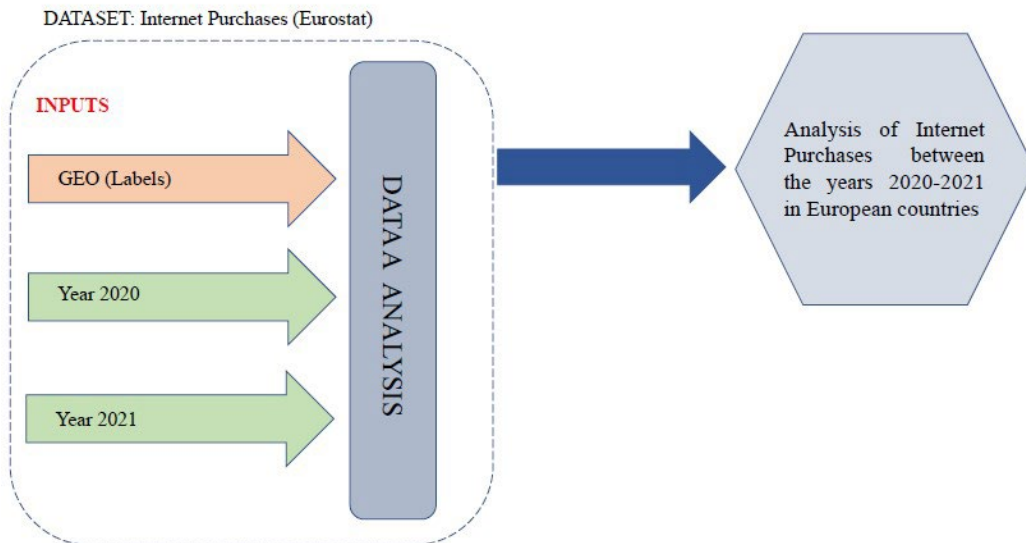 DATASET: Internet Purchases (Eurostat)
INPUTS
GEO (Labels)
Year 2020
Year 2021
DATA A ANALYSIS
Analysis of Internet
Purchases between
the years 2020-2021
in European countries